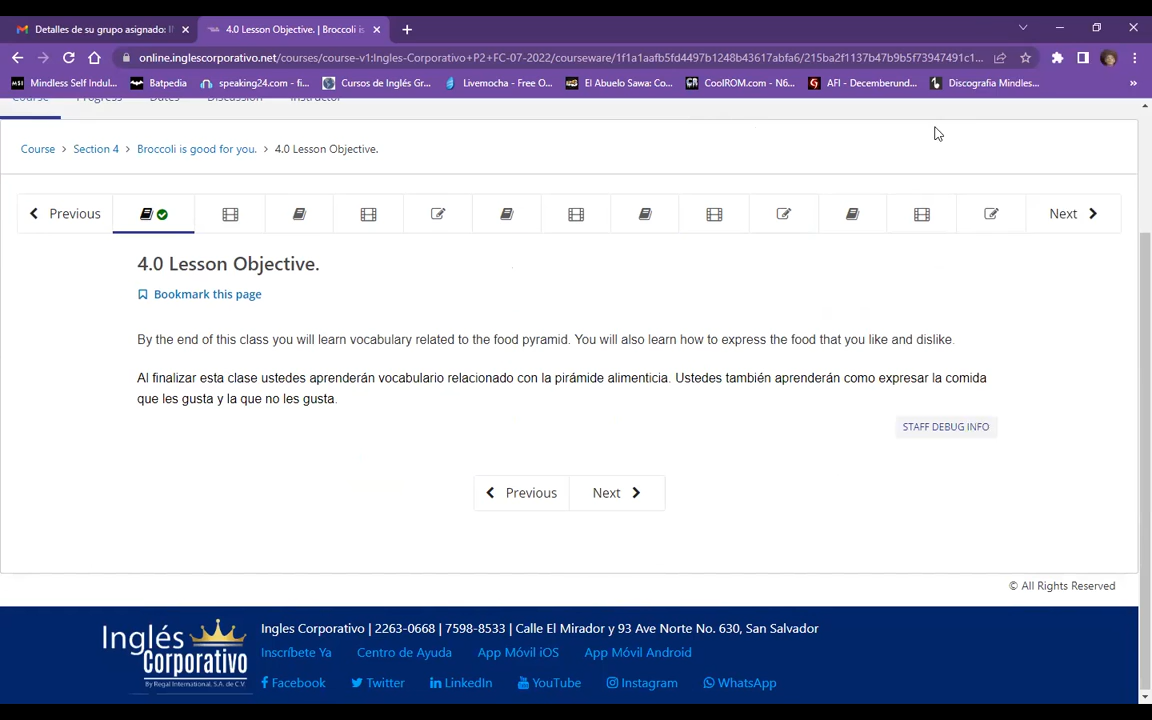 Detalles de su grupo asignado: I
4.0 Lesson Objective. | Broccoli is
online.inglescorporativo.net/courses/course-v1:Ingles-Corporativo+P2+FC-07-2022/courseware/1f1a1aafb5fd4497b1248b43617abfa6/215ba2f1137b47b9b5f73947491c1...
Mindless Self Indul...
Batpedia
speaking24.com - fi...
Cursos de Inglés Gr...
Livemocha - Free O...
El Abuelo Sawa: Co...
CoolROM.com - N6...
AFI - Decemberund...
Discografia Mindles...
Course Progress Dates Discussion Instructor
Course > Section 4 > Broccoli is good for you. > 4.0 Lesson Objective.
Previous
Next
4.0 Lesson Objective.
Bookmark this page
By the end of this class you will learn vocabulary related to the food pyramid. You will also learn how to express the food that you like and dislike.
Al finalizar esta clase ustedes aprenderán vocabulario relacionado con la pirámide alimenticia. Ustedes también aprenderán como expresar la comida
que les gusta y la que no les gusta.
STAFF DEBUG INFO
Previous Next
© All Rights Reserved
Inglés
Corporativo
By Regal International, S.A. de C.V.
Ingles Corporativo | 2263-0668 | 7598-8533 | Calle El Mirador y 93 Ave Norte No. 630, San Salvador
Inscríbete Ya Centro de Ayuda App Móvil iOS App Móvil Android
Facebook Twitter LinkedIn YouTube Instagram WhatsApp